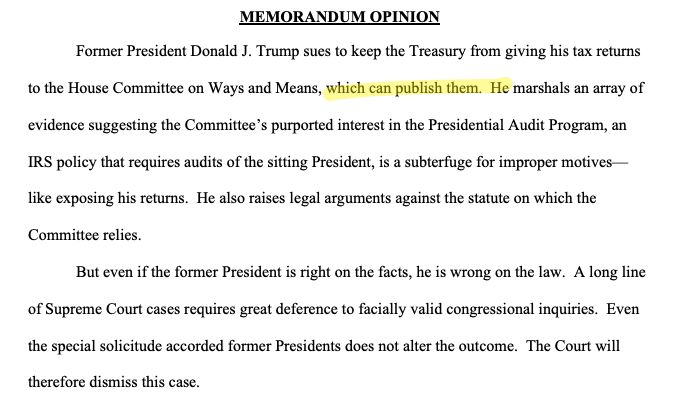 MEMORANDUM OPINION
Former President Donald J. Trump sues to keep the Treasury from giving his tax returns
to the House Committee on Ways and Means, which can publish them. He marshals an array of
evidence suggesting the Committee’s purported interest in the Presidential Audit Program, an
IRS policy that requires audits of the sitting President, is a subterfuge for improper motives—
like exposing his returns. He also raises legal arguments against the statute on which the
Committee relies.
But even if the former President is right on the facts, he is wrong on the law. A long line
of Supreme Court cases requires great deference to facially valid congressional inquiries. Even
the special solicitude accorded former Presidents does not alter the outcome. The Court will
therefore dismiss this case.